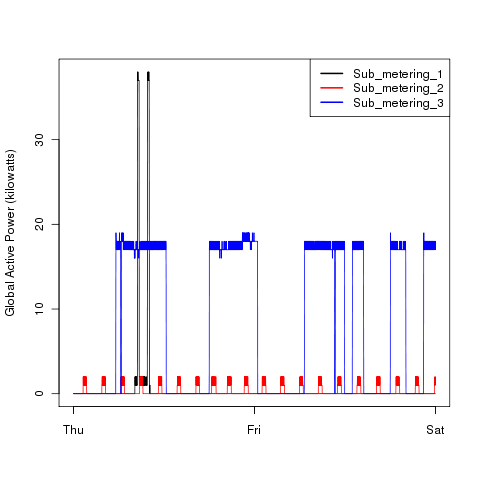 Sub_metering_1
Sub_metering_2
Sub_metering_3
Global Active Power (kilowatts)
30
20
10
0
Thu Fri Sat